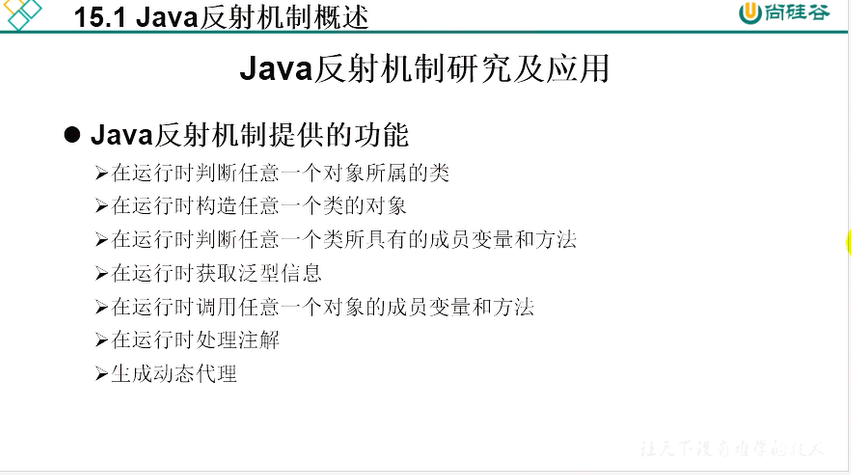 15.1 Java反射机制概述
尚硅谷
Java反射机制研究及应用
● Java反射机制提供的功能
➢在运行时判断任意一个对象所属的类
➢在运行时构造任意一个类的对象
➢在运行时判断任意一个类所具有的成员变量和方法
➢在运行时获取泛型信息
➢在运行时调用任意一个对象的成员变量和方法
➢在运行时处理注解
➢生成动态代理
让天下没有难学的技术